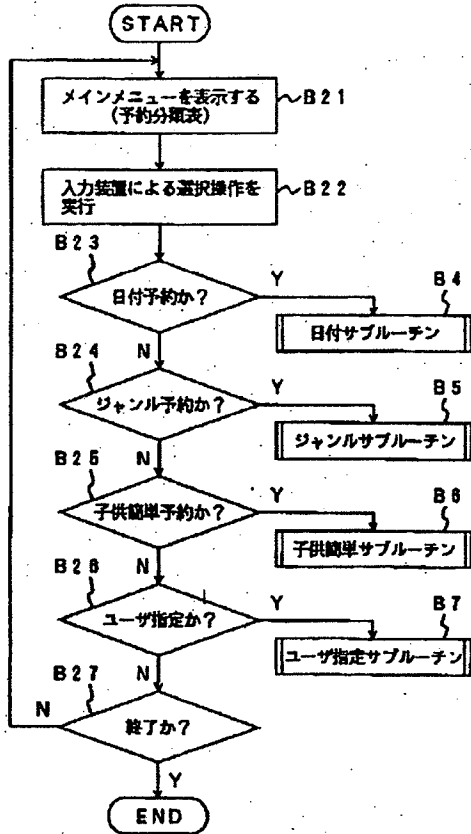 START
メインメニューを表示する
(予約分類表)
B21
入力装置による選択操作を
実行
B22
B23
日付予約か?
Y
N
B4
日付サブルーチン
B24
ジャンル予約か?
Y
N
B5
ジャンルサブルーチン
B25
子供簡単予約か?
Y
N
B6
子供簡単サブルーチン
B26
ユーザ指定か?
Y
N
B7
ユーザ指定サブルーチン
B27
終了か?
N
Y
END